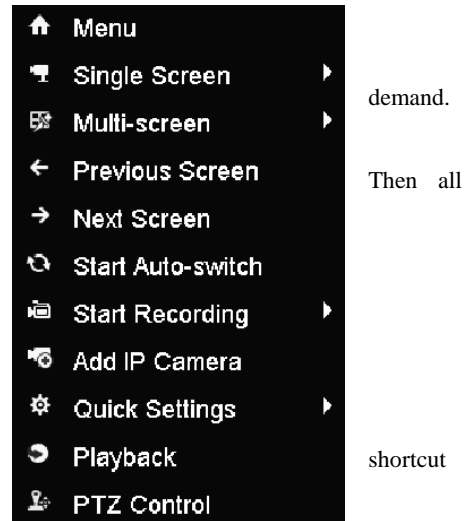 Menu
Single Screen
demand.
Multi-screen
Previous Screen
Then all
Next Screen
Start Auto-switch
Start Recording
Add IP Camera
Quick Settings
Playback
shortcut
PTZ Control